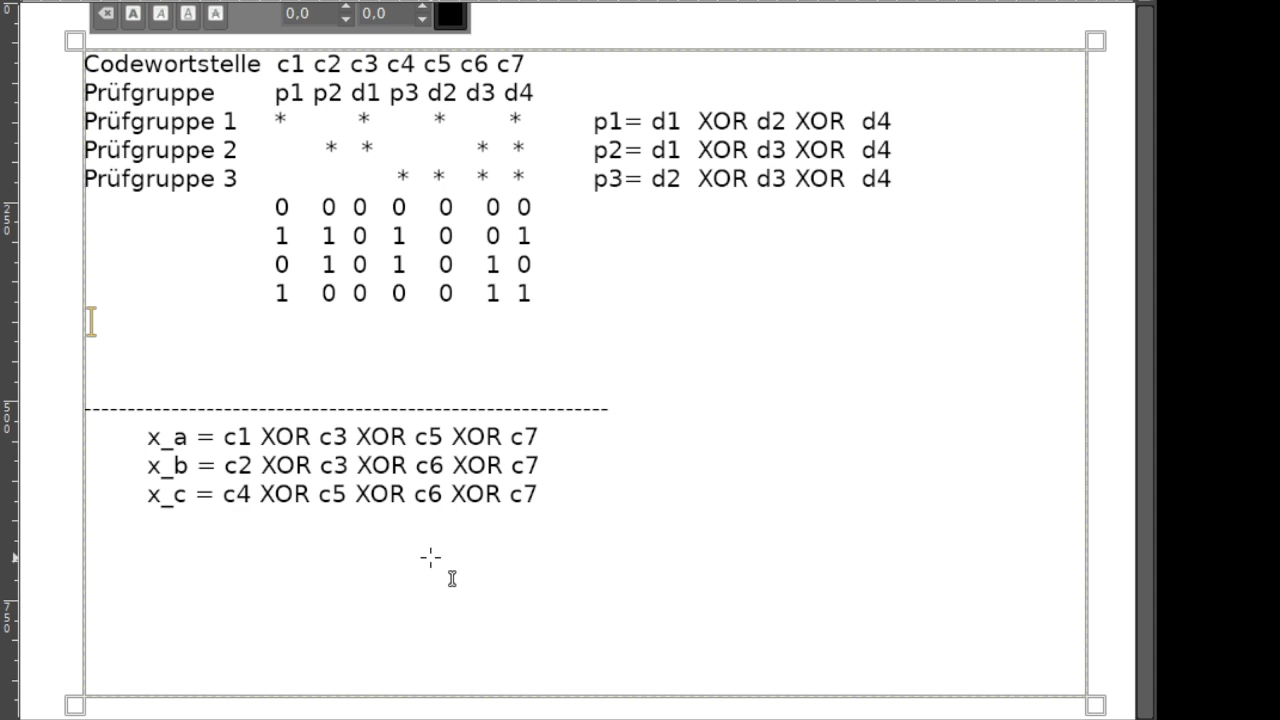 0,0 0,0
Codewortstelle c1 c2 c3 c4 c5 c6 c7
Prüfgruppe p1 p2 d1 p3 d2 d3 d4
Prüfgruppe 1 * * * * p1= d1 XOR d2 XOR d4
Prüfgruppe 2 * * * * p2= d1 XOR d3 XOR d4
Prüfgruppe 3 * * * * p3= d2 XOR d3 XOR d4
0 0 0 0 0 0 0
1 1 0 1 0 0 1
0 1 0 1 0 1 0
1 0 0 0 0 1 1
----------------------------------------------------------
x_a = c1 XOR c3 XOR c5 XOR c7
x_b = c2 XOR c3 XOR c6 XOR c7
x_c = c4 XOR c5 XOR c6 XOR c7
0
250
500
750